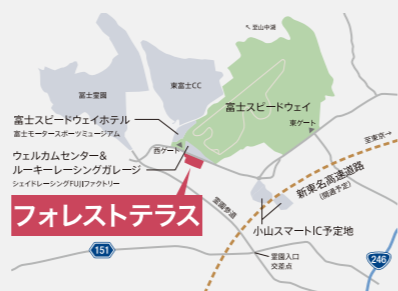 ←至山中湖
富士霊園
東富士CC
富士スピードウェイ
東ゲート
富士スピードウェイホテル
富士モータースポーツミュージアム
西ゲート
ウェルカムセンター&
ルーキーレーシングガレージ
シェイドレーシングFUJIファクトリー
至東京→
新東名高速道路
(開通予定)
フォレストテラス
霊園参道
小山スマートIC予定地
霊園入口
交差点
151
246